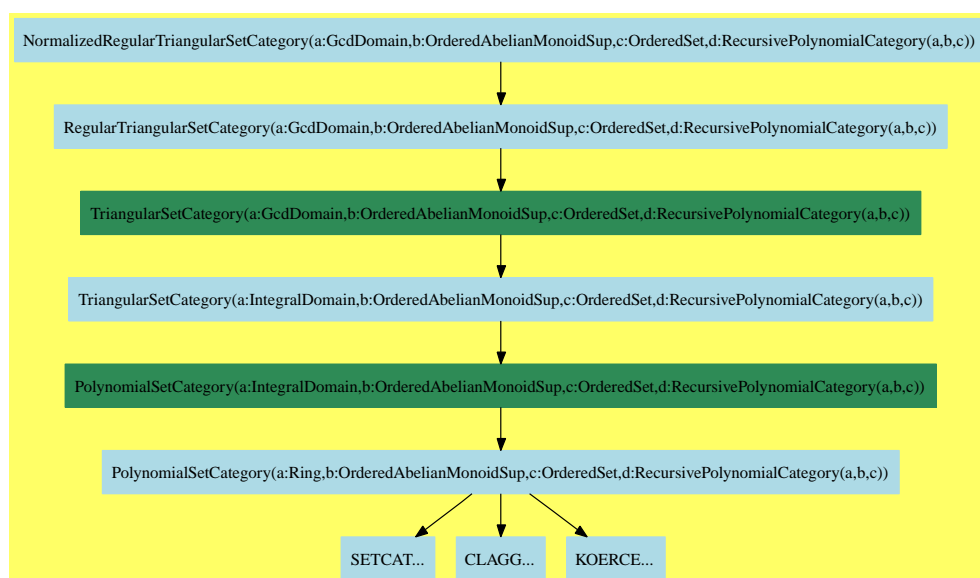 NormalizedRegularTriangularSetCategory(a:GcdDomain,b:OrderedAbelianMonoidSup,c:OrderedSet,d:RecursivePolynomialCategory(a,b,c))
RegularTriangularSetCategory(a:GcdDomain,b:OrderedAbelianMonoidSup,c:OrderedSet,d:RecursivePolynomialCategory(a,b,c))
TriangularSetCategory(a:GcdDomain,b:OrderedAbelianMonoidSup,c:OrderedSet,d:RecursivePolynomialCategory(a,b,c))
TriangularSetCategory(a:IntegralDomain,b:OrderedAbelianMonoidSup,c:OrderedSet,d:RecursivePolynomialCategory(a,b,c))
PolynomialSetCategory(a:IntegralDomain,b:OrderedAbelianMonoidSup,c:OrderedSet,d:RecursivePolynomialCategory(a,b,c))
PolynomialSetCategory(a:Ring,b:OrderedAbelianMonoidSup,c:OrderedSet,d:RecursivePolynomialCategory(a,b,c))
SETCAT... CLAGG... KOERCE...